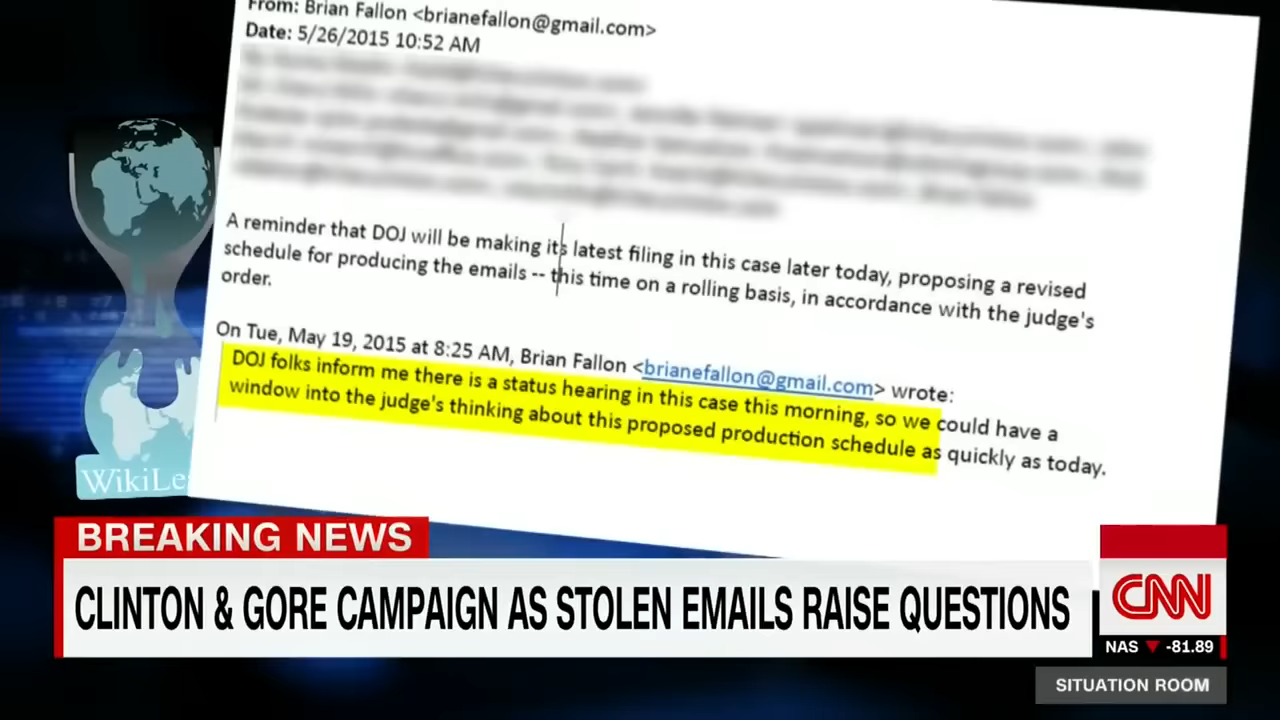 From: Brian Fallon <brianefallon@gmail.com>
Date: 5/26/2015 10:52 AM
A reminder that DOJ will be making its latest filing in this case later today, proposing a revised
schedule for producing the emails -- this time on a rolling basis, in accordance with the judge's
order.
On Tue, May 19, 2015 at 8:25 AM, Brian Fallon <brianefallon@gmail.com> wrote:
DOJ folks inform me there is a status hearing in this case this morning, so we could have a
window into the judge's thinking about this proposed production schedule as quickly as today.
WikiLe
BREAKING NEWS
CLINTON & GORE CAMPAIGN AS STOLEN EMAILS RAISE QUESTIONS
CNN
NAS ▼ -81.89
SITUATION ROOM